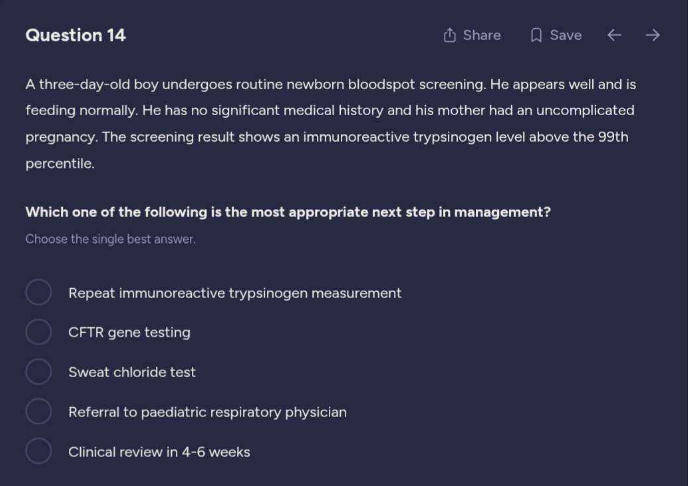 Question 14
Share
Save
A three-day-old boy undergoes routine newborn bloodspot screening. He appears well and is
feeding normally. He has no significant medical history and his mother had an uncomplicated
pregnancy. The screening result shows an immunoreactive trypsinogen level above the 99th
percentile.
Which one of the following is the most appropriate next step in management?
Choose the single best answer.
Repeat immunoreactive trypsinogen measurement
CFTR gene testing
Sweat chloride test
Referral to paediatric respiratory physician
Clinical review in 4-6 weeks